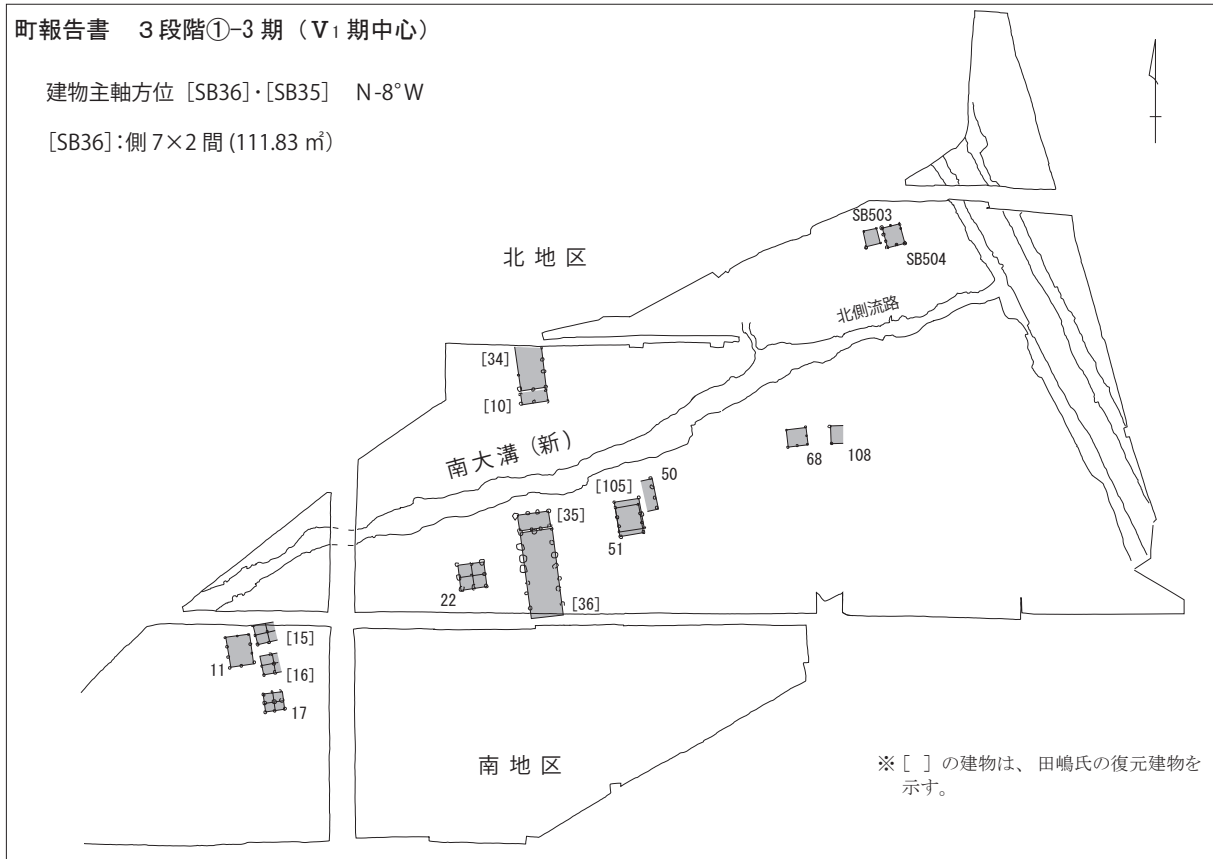 町報告書　３段階①-3 期（Ⅴ₁ 期中心）
建物主軸方位 [SB36]・[SB35]　N-8°W
[SB36]：側 7×2 間 (111.83 ㎡)
SB503
SB504
北 地 区
北側流路
[34]
[10]
南大溝（新）
68
108
50
[105]
51
[35]
[36]
22
[15]
11
[16]
17
南 地 区
※ [　] の建物は、田嶋氏の復元建物を
示す。